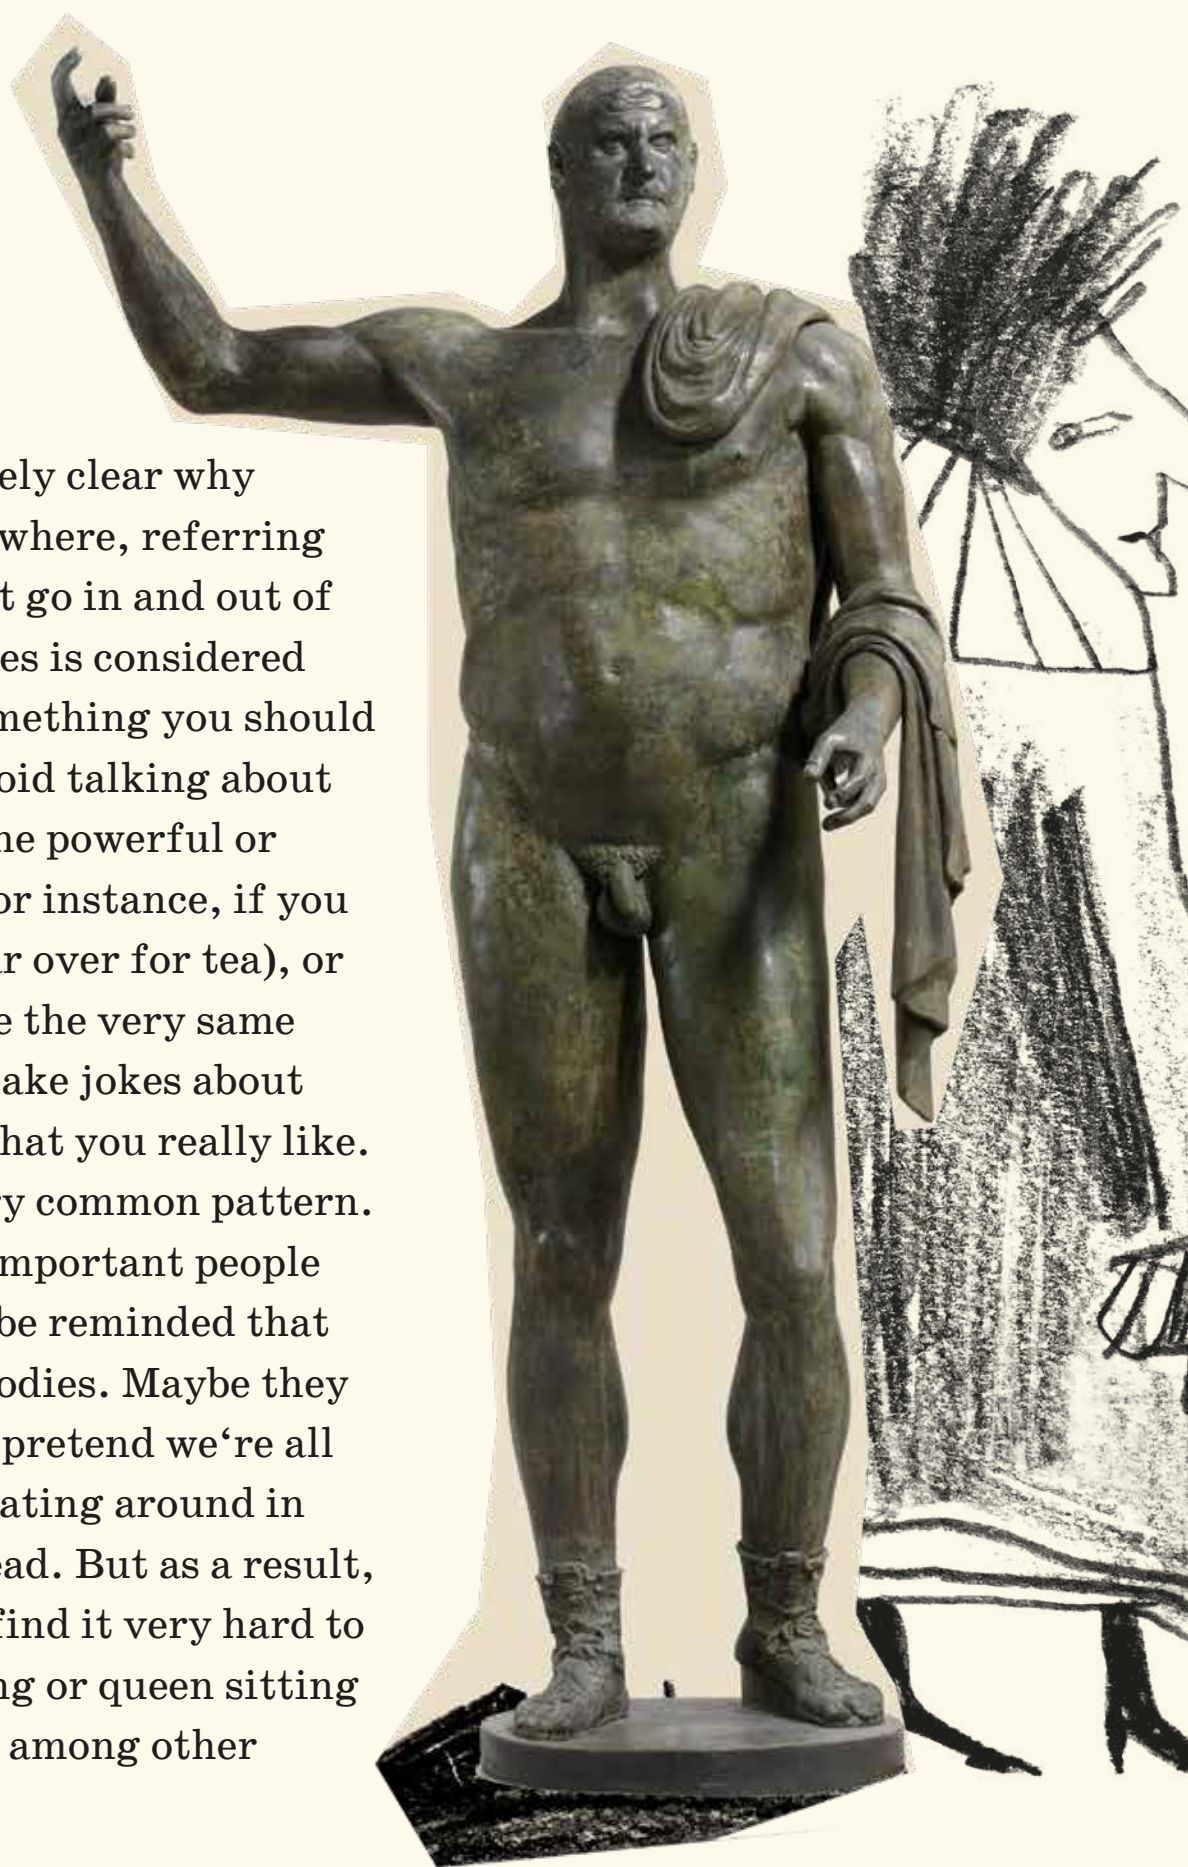 ely clear why
where, referring
t go in and out of
es is considered
mething you should
oid talking about
ne powerful or
or instance, if you
r over for tea), or
e the very same
ake jokes about
hat you really like.
y common pattern.
mportant people
be reminded that
odies. Maybe they
pretend we‘re all
ating around in
ead. But as a result,
find it very hard to
ng or queen sitting
among other